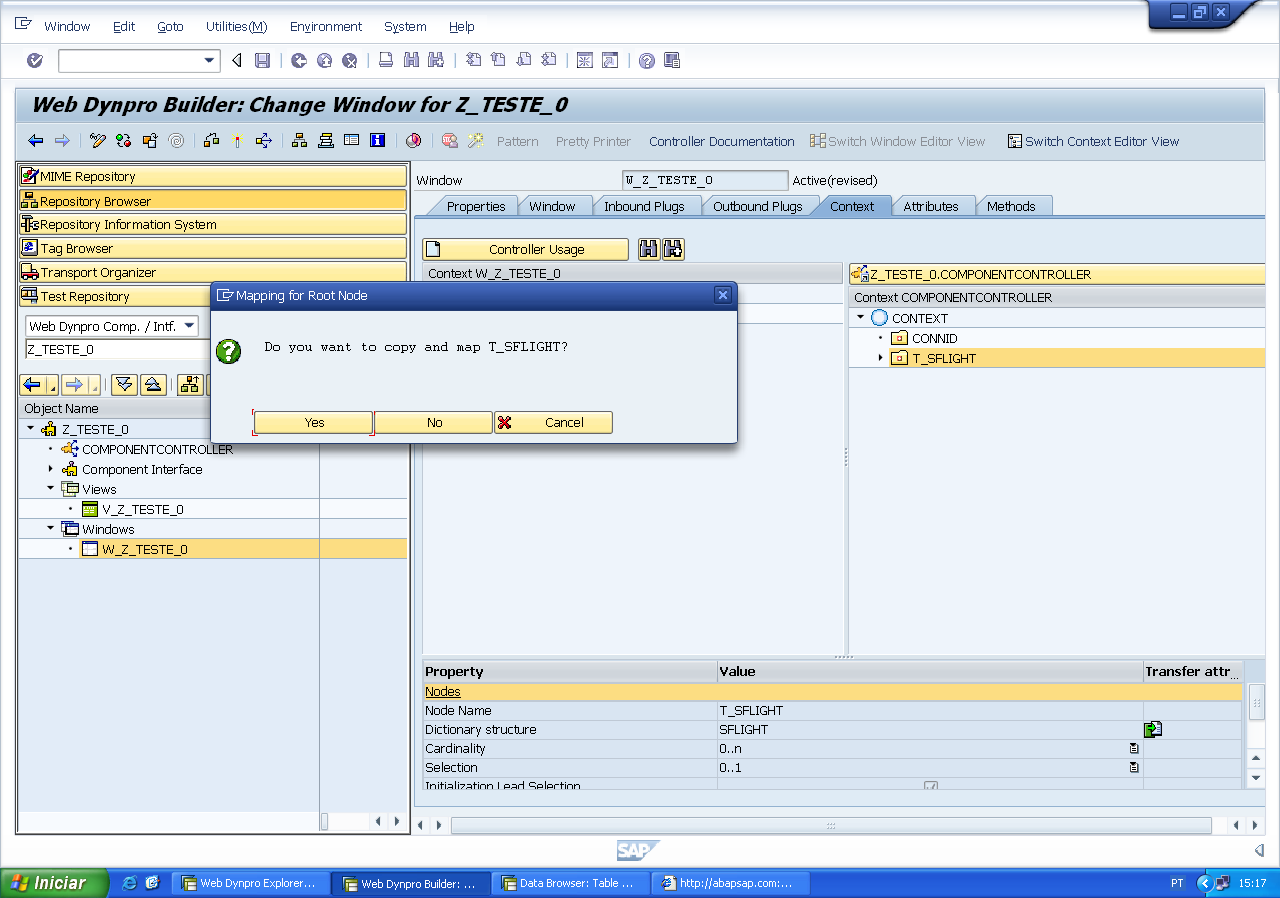 Window Edit Goto Utilities(M) Environment System Help
Web Dynpro Builder: Change Window for Z_TESTE_0
Pattern Pretty Printer Controller Documentation Switch Window Editor View Switch Context Editor View
MIME Repository
Repository Browser
Repository Information System
Tag Browser
Transport Organizer
Test Repository
Web Dynpro Comp. / Intf.
Z_TESTE_0
Object Name
Z_TESTE_0
COMPONENTCONTROLLER
Component Interface
Views
V_Z_TESTE_0
Windows
W_Z_TESTE_0
Window W_Z_TESTE_0 Active(revised)
Properties Window Inbound Plugs Outbound Plugs Context Attributes Methods
Controller Usage
Context W_Z_TESTE_0
Z_TESTE_0.COMPONENTCONTROLLER
Context COMPONENTCONTROLLER
CONTEXT
CONNID
T_SFLIGHT
Mapping for Root Node
Do you want to copy and map T_SFLIGHT?
Yes No Cancel
Property Value Transfer attr...
Nodes
Node Name T_SFLIGHT
Dictionary structure SFLIGHT
Cardinality 0..n
Selection 0..1
Initialization Lead Selection
SAP
Iniciar Web Dynpro Explorer... Web Dynpro Builder: ... Data Browser: Table ... http://abapsap.com:... PT 15:17